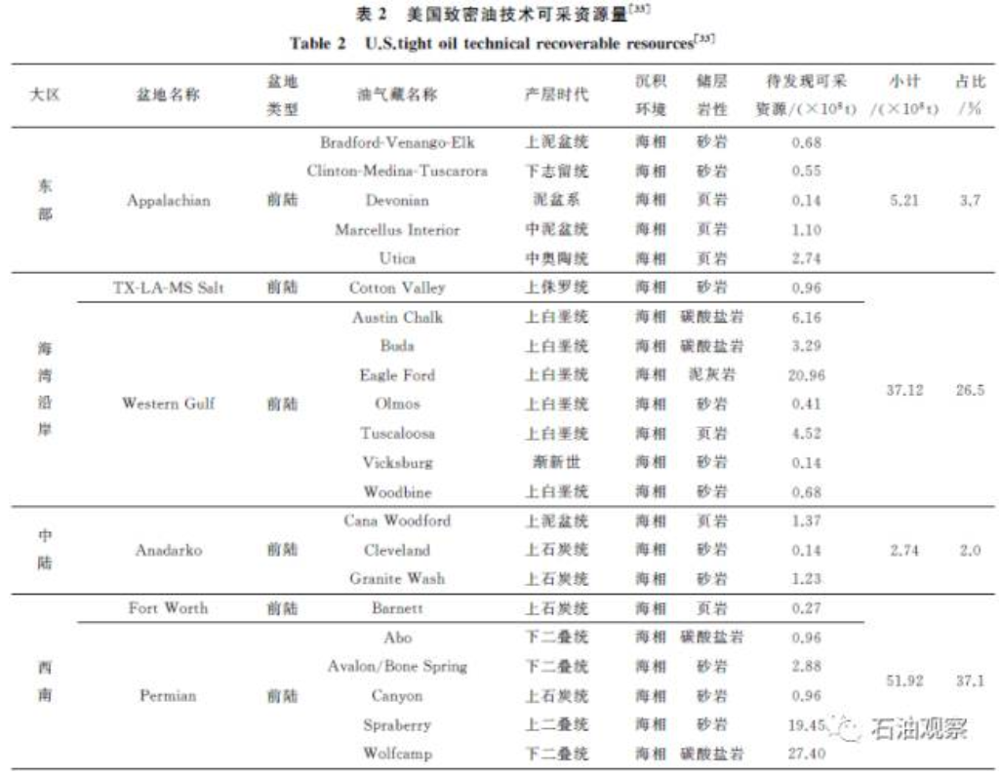 表 2 美国致密油技术可采资源量[33]
Table 2 U.S.tight oil technical recoverable resources[33]
大区 盆地名称 盆地类型 油气藏名称 产层时代 沉积环境 储层岩性 待发现可采资源/(×10⁸t) 小计/(×10⁸t) 占比/%
东部 Appalachian 前陆 Bradford-Venango-Elk 上泥盆统 海相 砂岩 0.68 5.21 3.7
Clinton-Medina-Tuscarora 下志留统 海相 砂岩 0.55
Devonian 泥盆系 海相 页岩 0.14
Marcellus Interior 中泥盆统 海相 页岩 1.10
Utica 中奥陶统 海相 页岩 2.74
海湾沿岸 TX-LA-MS Salt 前陆 Cotton Valley 上侏罗统 海相 砂岩 0.96 37.12 26.5
Western Gulf 前陆 Austin Chalk 上白垩统 海相 碳酸盐岩 6.16
Buda 上白垩统 海相 碳酸盐岩 3.29
Eagle Ford 上白垩统 海相 泥灰岩 20.96
Olmos 上白垩统 海相 砂岩 0.41
Tuscaloosa 上白垩统 海相 页岩 4.52
Vicksburg 渐新世 海相 砂岩 0.14
Woodbine 上白垩统 海相 砂岩 0.68
中陆 Anadarko 前陆 Cana Woodford 上泥盆统 海相 页岩 1.37 2.74 2.0
Cleveland 上石炭统 海相 砂岩 0.14
Granite Wash 上石炭统 海相 砂岩 1.23
西南 Fort Worth 前陆 Barnett 上石炭统 海相 页岩 0.27 51.92 37.1
Permian 前陆 Abo 下二叠统 海相 碳酸盐岩 0.96
Avalon/Bone Spring 下二叠统 海相 砂岩 2.88
Canyon 上石炭统 海相 砂岩 0.96
Spraberry 上二叠统 海相 砂岩 19.45
Wolfcamp 下二叠统 海相 碳酸盐岩 27.40
石油观察